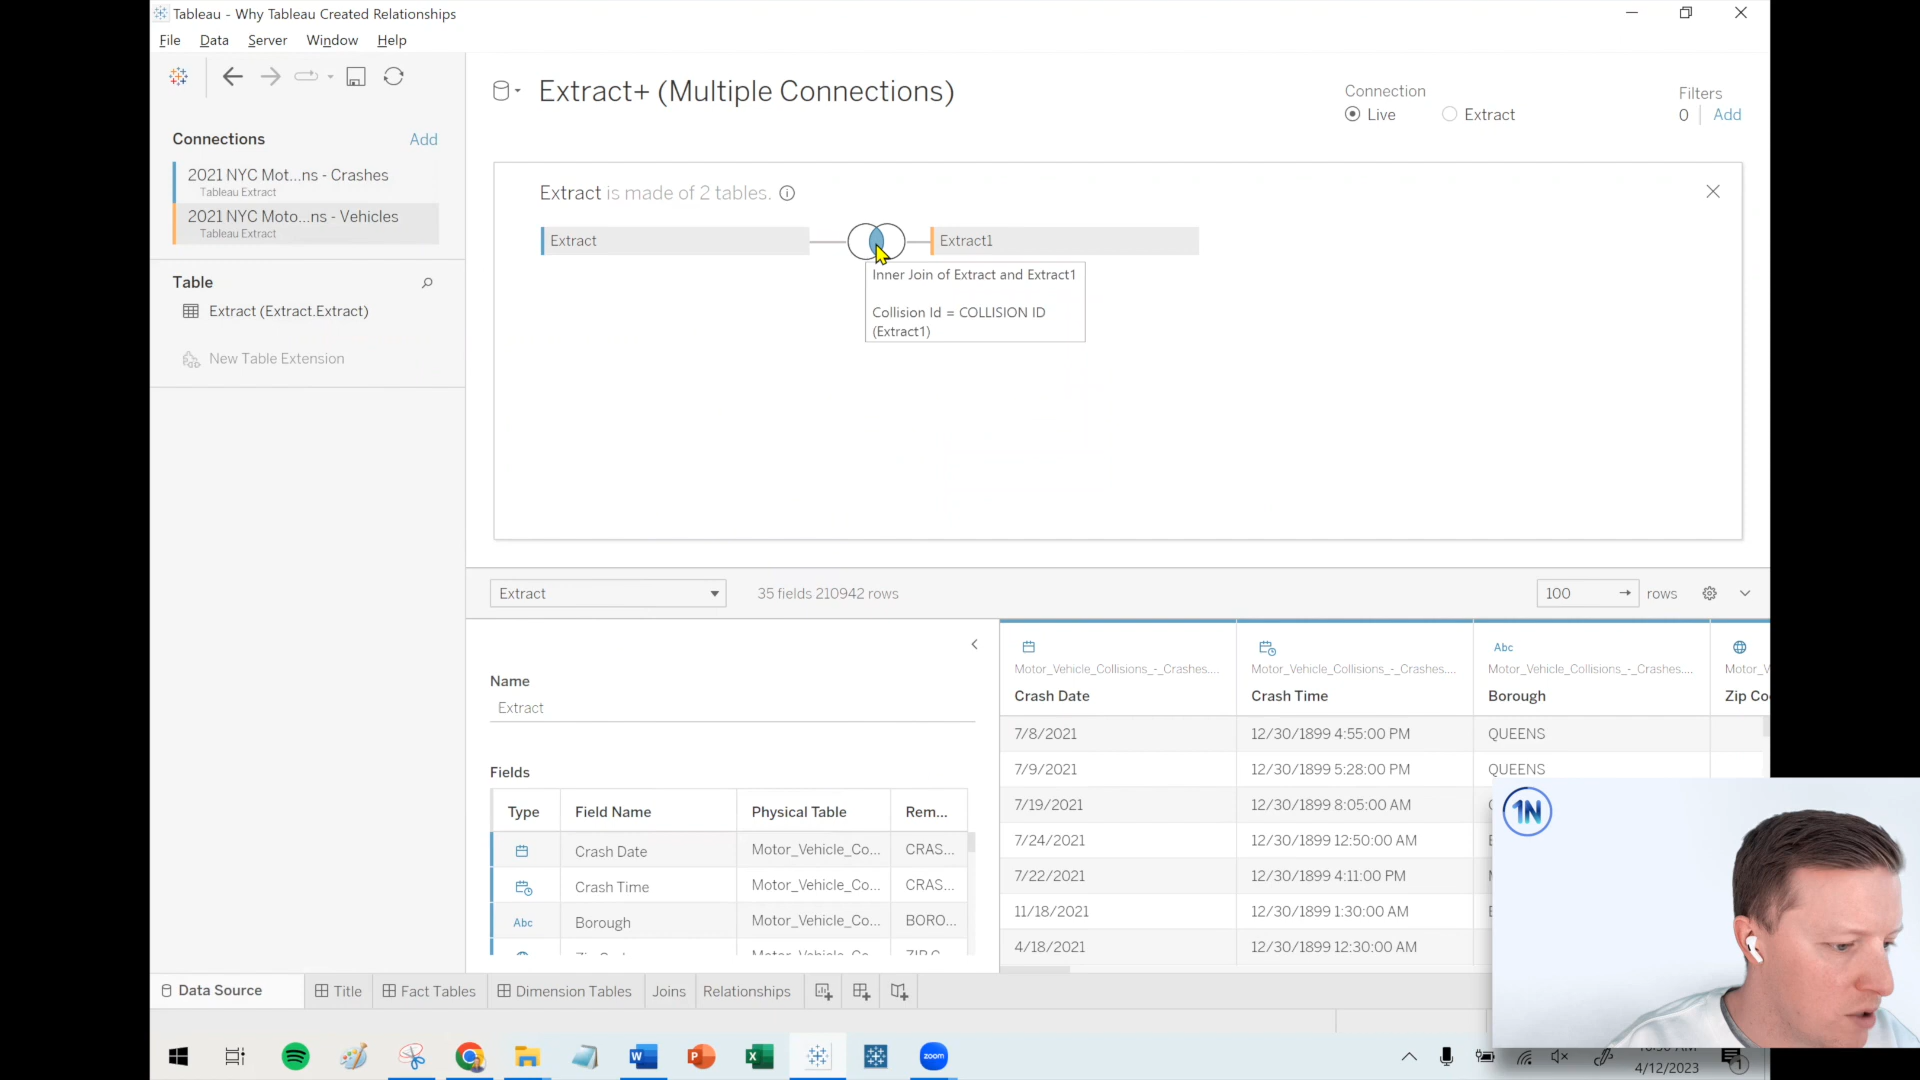 Tableau - Why Tableau Created Relationships
File Data Server Window Help
Connections Add
2021 NYC Mot...ns - Crashes
Tableau Extract
2021 NYC Moto...ns - Vehicles
Tableau Extract
Table
Extract (Extract.Extract)
New Table Extension
Extract+ (Multiple Connections)
Connection
Live Extract
Filters
0 Add
Extract is made of 2 tables.
Extract Extract1
Inner Join of Extract and Extract1
Collision Id = COLLISION ID
(Extract1)
Extract 35 fields 210942 rows 100 rows
Name
Extract
Fields
Type Field Name Physical Table Rem...
Crash Date Motor_Vehicle_Co... CRAS...
Crash Time Motor_Vehicle_Co... CRAS...
Abc Borough Motor_Vehicle_Co... BORO...
Abc
Motor_Vehicle_Collisions_-_Crashes.... Motor_Vehicle_Collisions_-_Crashes.... Motor_Vehicle_Collisions_-_Crashes.... Motor_V
Crash Date Crash Time Borough Zip Co
7/8/2021 12/30/1899 4:55:00 PM QUEENS
7/9/2021 12/30/1899 5:28:00 PM QUEENS
7/19/2021 12/30/1899 8:05:00 AM
7/24/2021 12/30/1899 12:50:00 AM
7/22/2021 12/30/1899 4:11:00 PM
11/18/2021 12/30/1899 1:30:00 AM
4/18/2021 12/30/1899 12:30:00 AM
1N
Data Source Title Fact Tables Dimension Tables Joins Relationships
zoom
4/12/2023
1